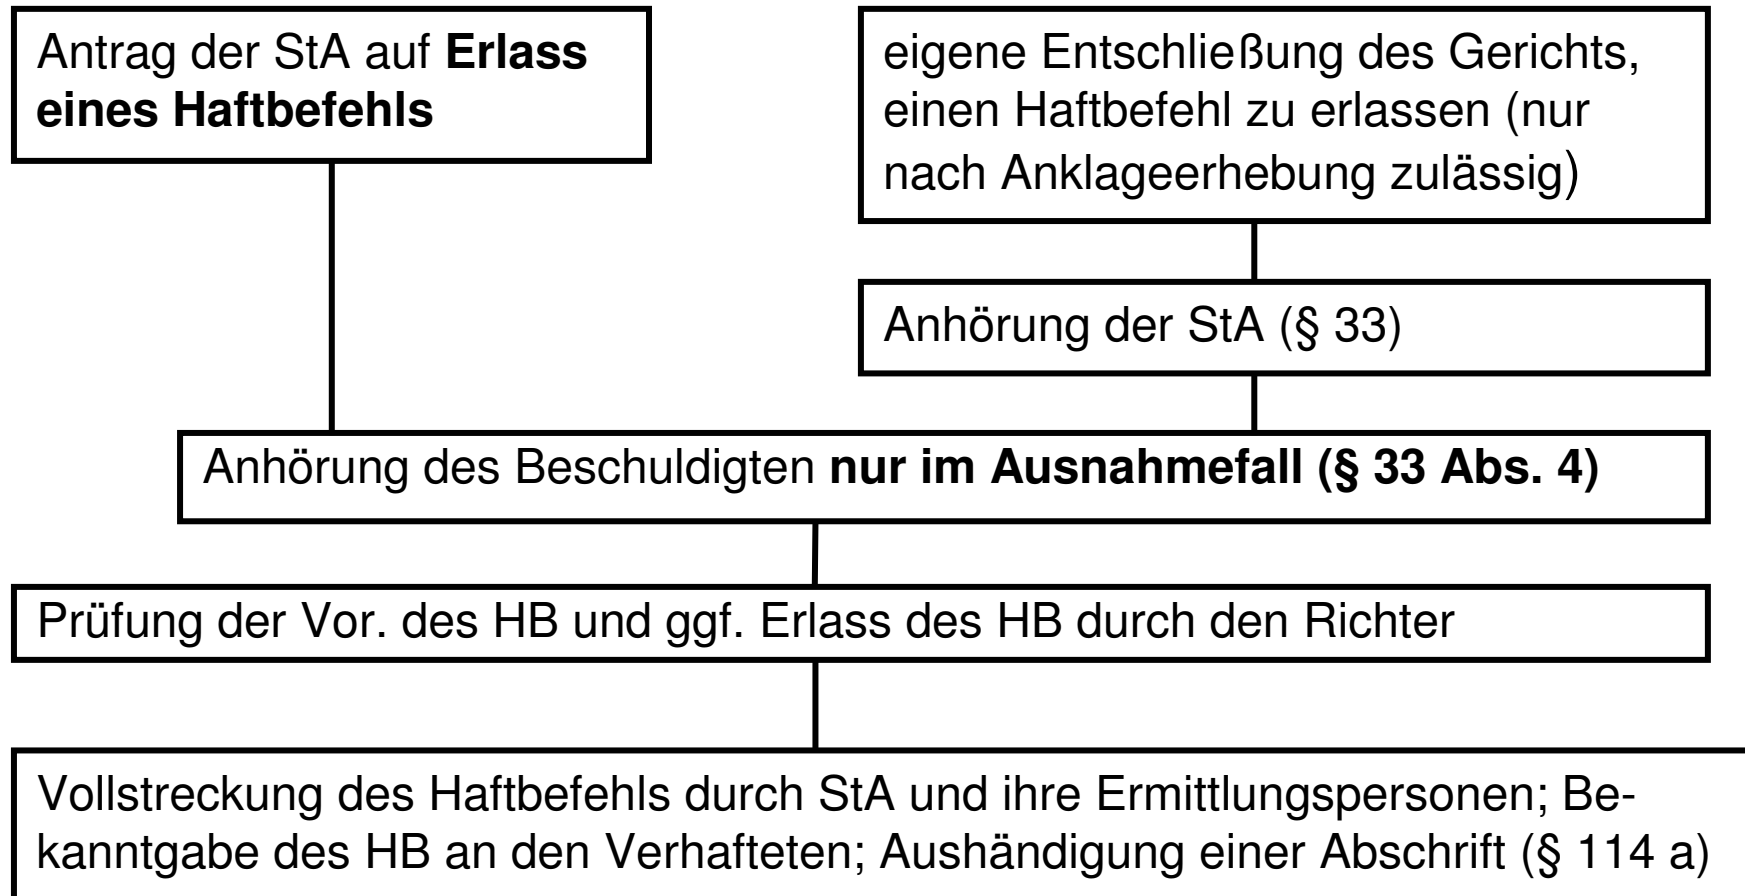 Antrag der StA auf Erlass
eines Haftbefehls
eigene Entschließung des Gerichts,
einen Haftbefehl zu erlassen (nur
nach Anklageerhebung zulässig)
Anhörung der StA (§ 33)
Anhörung des Beschuldigten nur im Ausnahmefall (§ 33 Abs. 4)
Prüfung der Vor. des HB und ggf. Erlass des HB durch den Richter
Vollstreckung des Haftbefehls durch StA und ihre Ermittlungspersonen; Be-
kanntgabe des HB an den Verhafteten; Aushändigung einer Abschrift (§ 114 a)